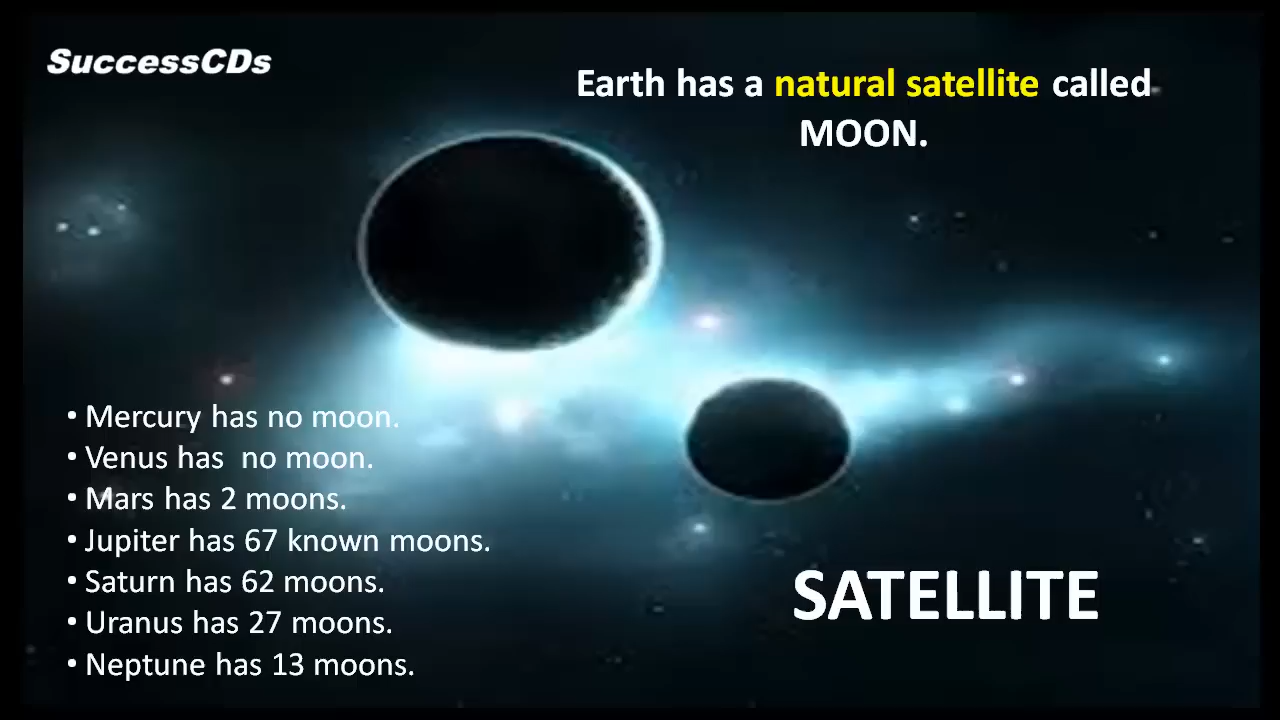 SuccessCDs
Earth has a natural satellite called
MOON.
• Mercury has no moon.
• Venus has  no moon.
• Mars has 2 moons.
• Jupiter has 67 known moons.
• Saturn has 62 moons.
• Uranus has 27 moons.
• Neptune has 13 moons.
SATELLITE